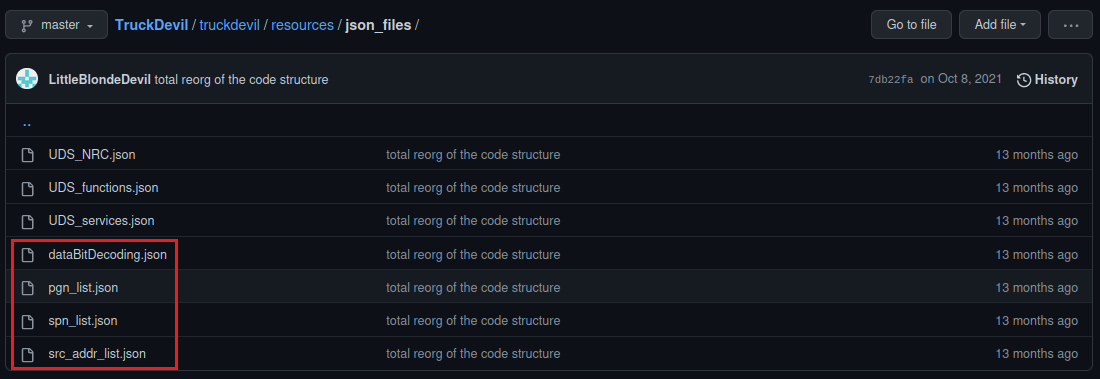 master TruckDevil / truckdevil / resources / json_files / Go to file Add file ...
LittleBlondeDevil total reorg of the code structure 7db22fa on Oct 8, 2021 History
..
UDS_NRC.json total reorg of the code structure 13 months ago
UDS_functions.json total reorg of the code structure 13 months ago
UDS_services.json total reorg of the code structure 13 months ago
dataBitDecoding.json total reorg of the code structure 13 months ago
pgn_list.json total reorg of the code structure 13 months ago
spn_list.json total reorg of the code structure 13 months ago
src_addr_list.json total reorg of the code structure 13 months ago